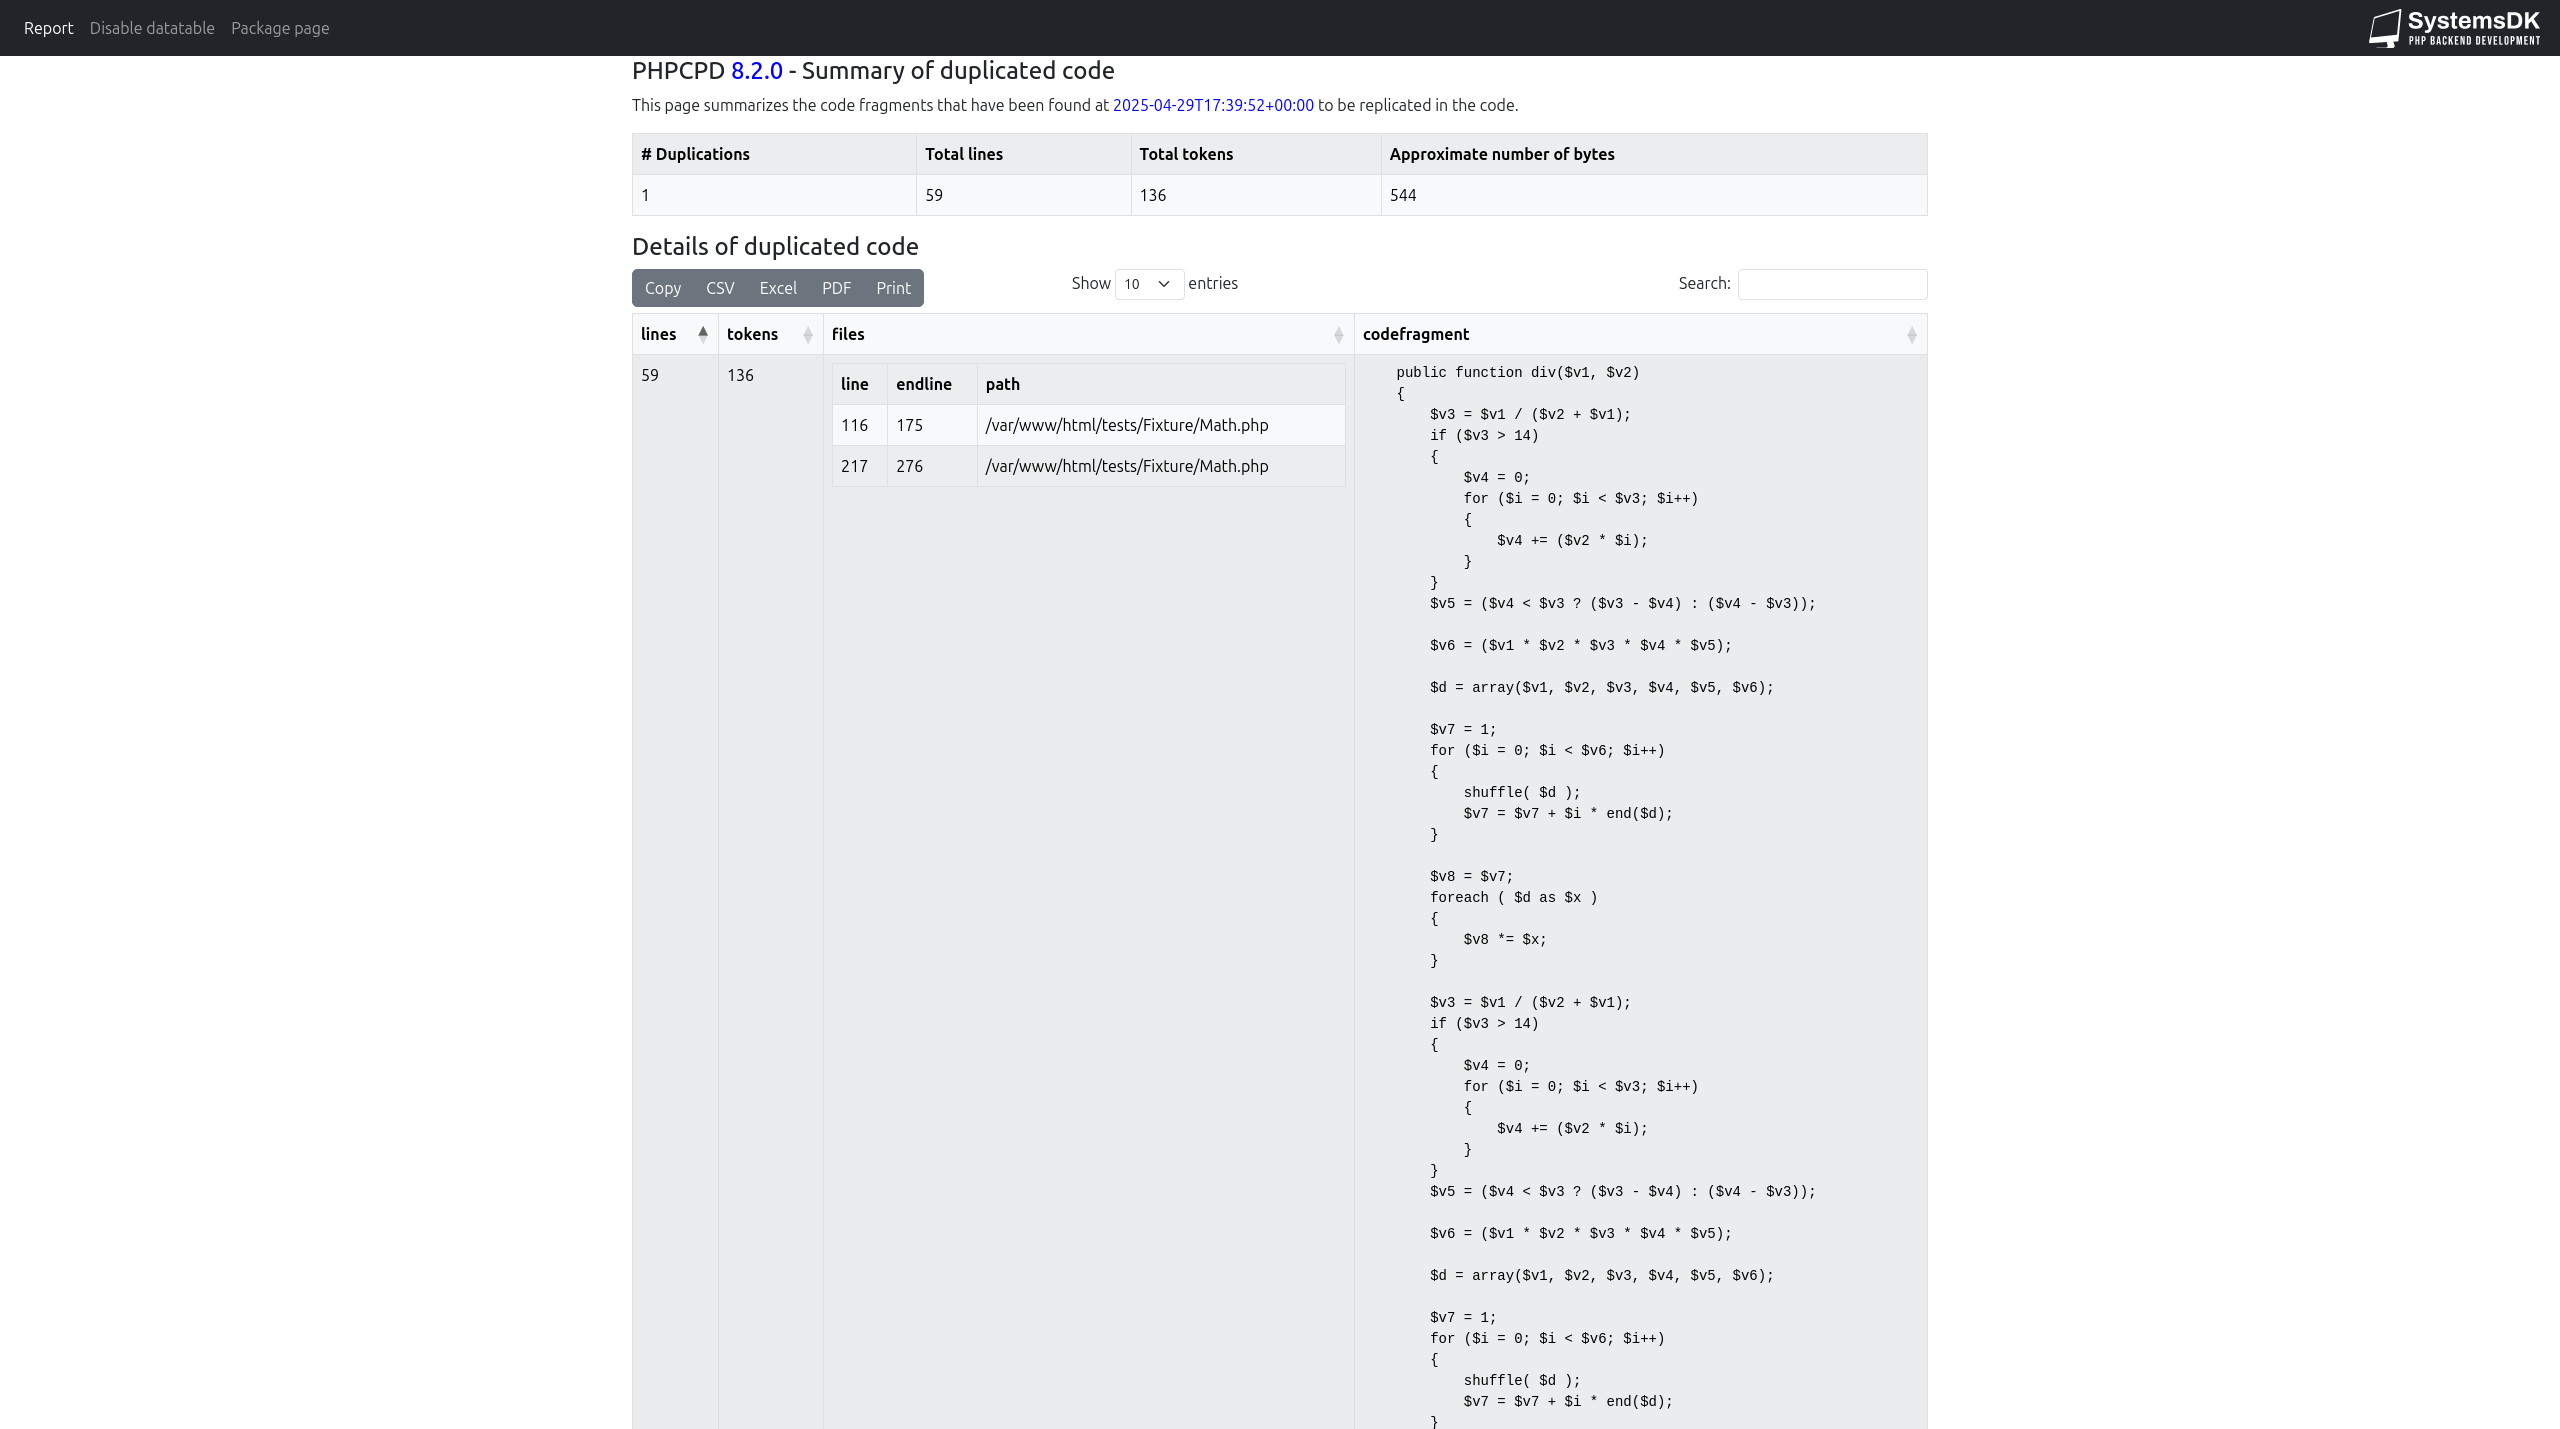 Report Disable datatable Package page
SystemsDK
PHP BACKEND DEVELOPMENT
PHPCPD 8.2.0 - Summary of duplicated code
This page summarizes the code fragments that have been found at 2025-04-29T17:39:52+00:00 to be replicated in the code.
# Duplications Total lines Total tokens Approximate number of bytes
1 59 136 544
Details of duplicated code
Copy CSV Excel PDF Print Show 10 entries Search:
lines tokens files codefragment
59 136
line endline path
116 175 /var/www/html/tests/Fixture/Math.php
217 276 /var/www/html/tests/Fixture/Math.php
public function div($v1, $v2)
{
$v3 = $v1 / ($v2 + $v1);
if ($v3 > 14)
{
$v4 = 0;
for ($i = 0; $i < $v3; $i++)
{
$v4 += ($v2 * $i);
}
}
$v5 = ($v4 < $v3 ? ($v3 - $v4) : ($v4 - $v3));
$v6 = ($v1 * $v2 * $v3 * $v4 * $v5);
$d = array($v1, $v2, $v3, $v4, $v5, $v6);
$v7 = 1;
for ($i = 0; $i < $v6; $i++)
{
shuffle( $d );
$v7 = $v7 + $i * end($d);
}
$v8 = $v7;
foreach ( $d as $x )
{
$v8 *= $x;
}
$v3 = $v1 / ($v2 + $v1);
if ($v3 > 14)
{
$v4 = 0;
for ($i = 0; $i < $v3; $i++)
{
$v4 += ($v2 * $i);
}
}
$v5 = ($v4 < $v3 ? ($v3 - $v4) : ($v4 - $v3));
$v6 = ($v1 * $v2 * $v3 * $v4 * $v5);
$d = array($v1, $v2, $v3, $v4, $v5, $v6);
$v7 = 1;
for ($i = 0; $i < $v6; $i++)
{
shuffle( $d );
$v7 = $v7 + $i * end($d);
}